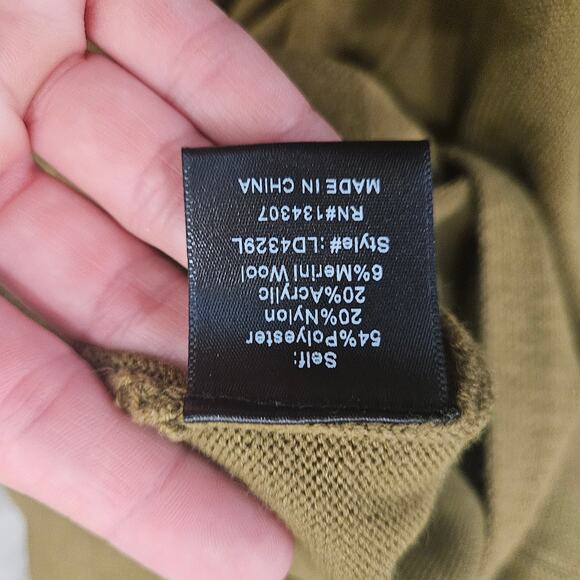 Self:
54%Polyester
20%Nylon
20%Acrylic
6%Merini Wool
Style#: LD4329L
RN#134307
MADE IN CHINA